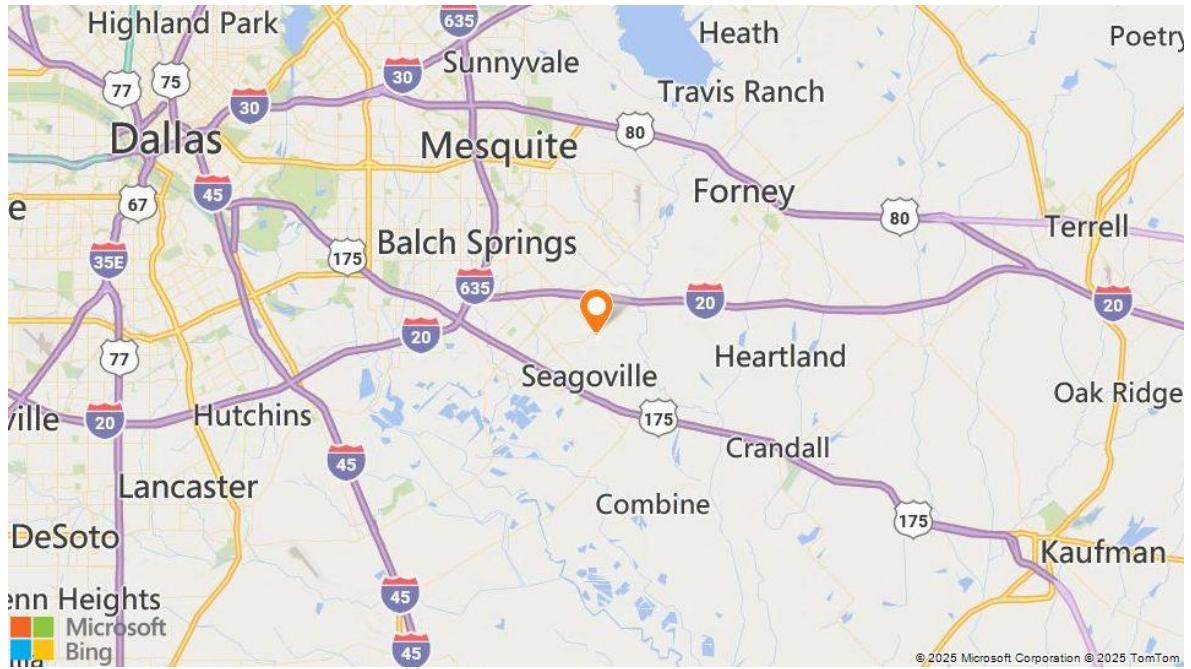 Highland Park
635
Heath
Poetry
77
75
Sunnyvale
30
Travis Ranch
30
Dallas
Mesquite
80
45
67
Forney
e
80
Terrell
175
Balch Springs
35E
635
20
20
20
77
Heartland
Seagoville
Oak Ridge
ville
20
Hutchins
175
45
Crandall
Lancaster
Combine
175
DeSoto
Kaufman
45
enn Heights
Microsoft
Bing
45
© 2025 Microsoft Corporation © 2025 TomTom